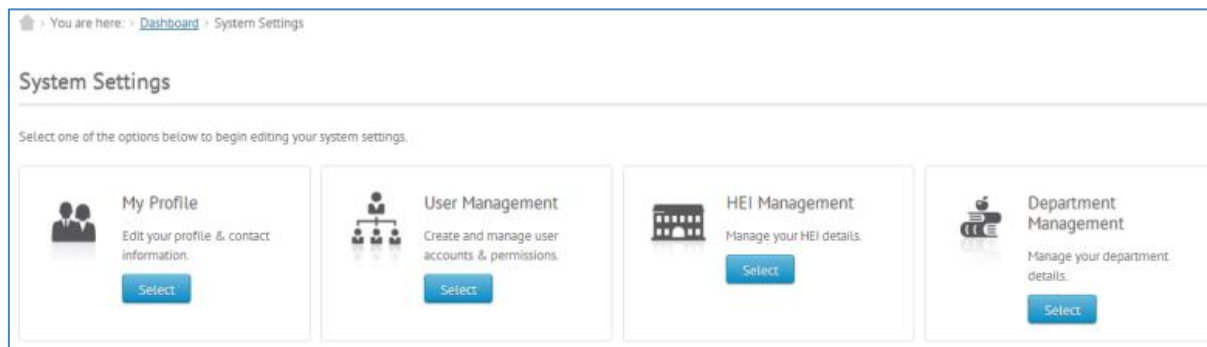 › You are here: › Dashboard › System Settings
System Settings
Select one of the options below to begin editing your system settings.
My Profile
Edit your profile & contact
information.
Select
User Management
Create and manage user
accounts & permissions.
Select
HEI Management
Manage your HEI details.
Select
Department
Management
Manage your department
details.
Select